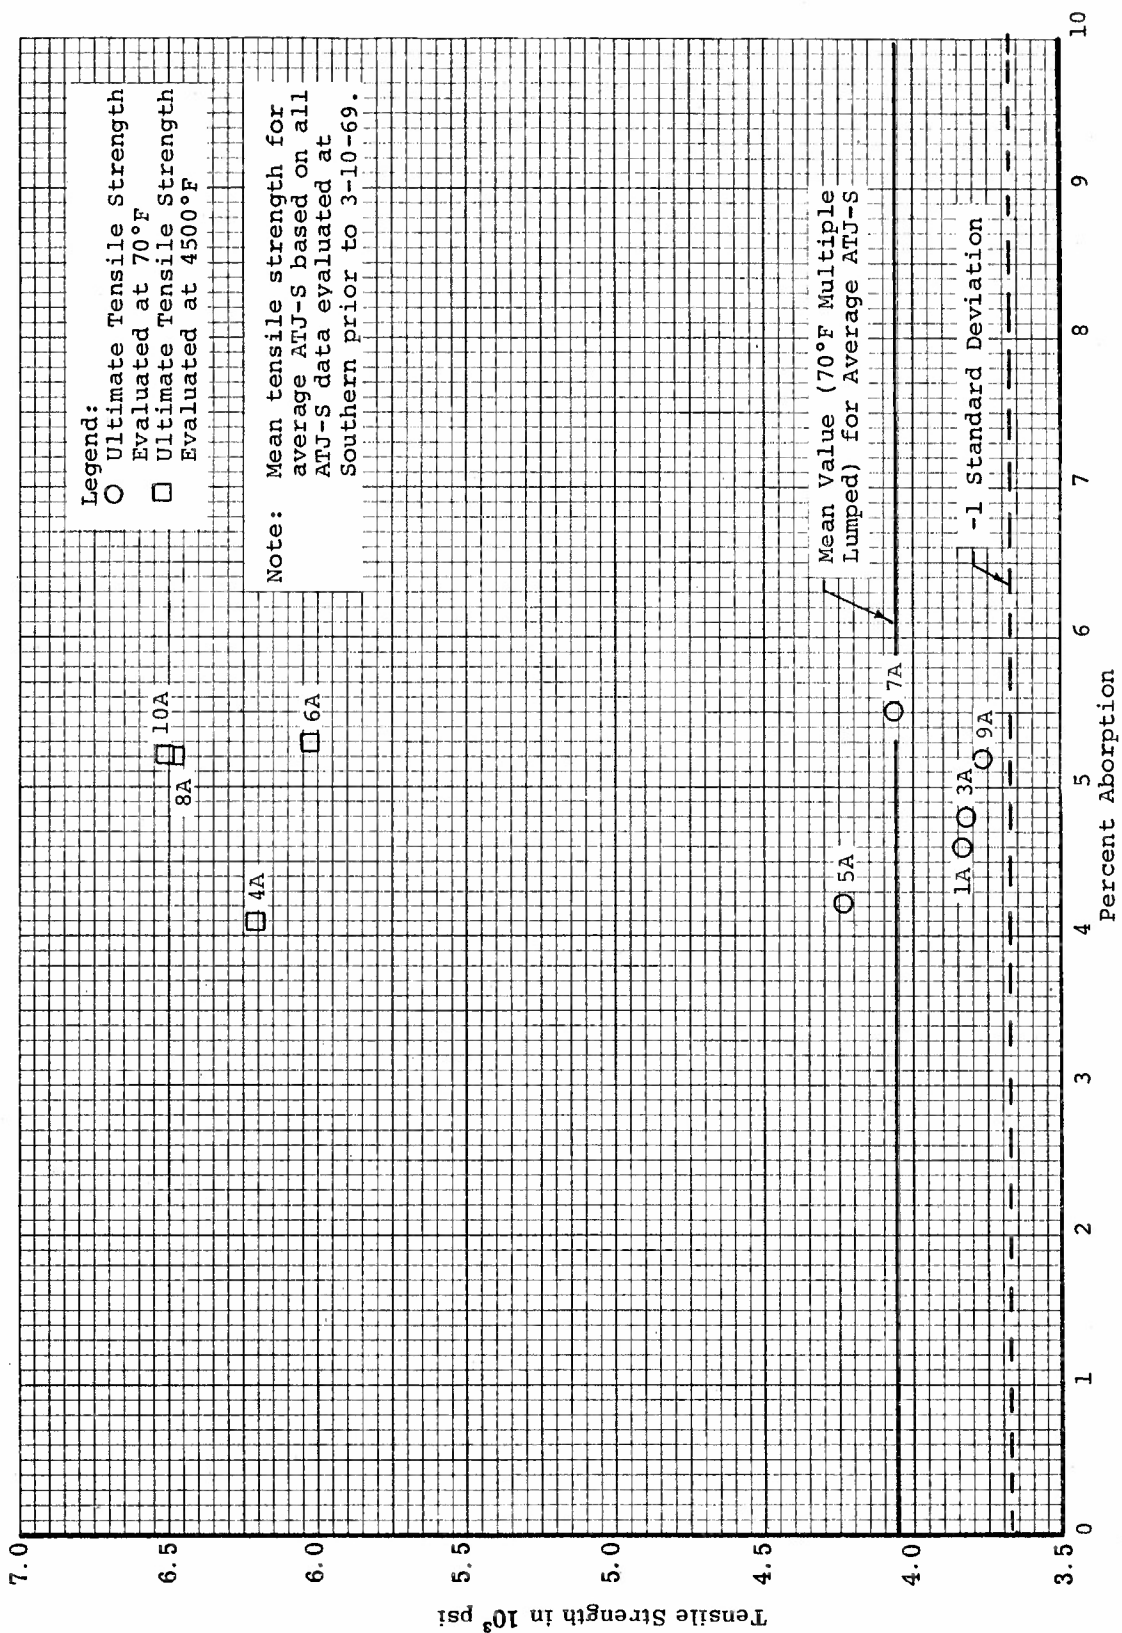 Legend:
Ultimate Tensile Strength
Evaluated at 70°F
Ultimate Tensile Strength
Evaluated at 4500°F
Note: Mean tensile strength for
average ATJ-S based on all
ATJ-S data evaluated at
Southern prior to 3-10-69.
10A
8A
6A
4A
Mean Value (70°F Multiple
Lumped) for Average ATJ-S
5A
7A
-1 Standard Deviation
1A
3A
9A
Tensile Strength in 10³ psi
7.0
6.5
6.0
5.5
5.0
4.5
4.0
3.5
0 1 2 3 4 5 6 7 8 9 10
Percent Aborption